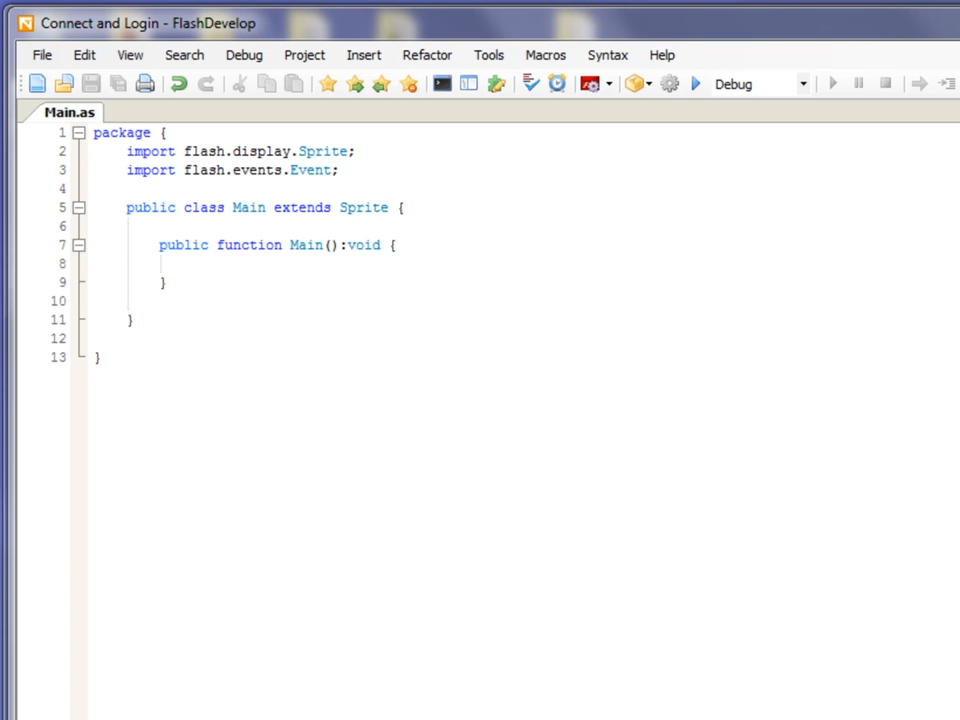 Connect and Login - FlashDevelop
File Edit View Search Debug Project Insert Refactor Tools Macros Syntax Help
Debug
Main.as
1 package {
2 import flash.display.Sprite;
3 import flash.events.Event;
4
5 public class Main extends Sprite {
6
7 public function Main():void {
8
9 }
10
11 }
12
13 }